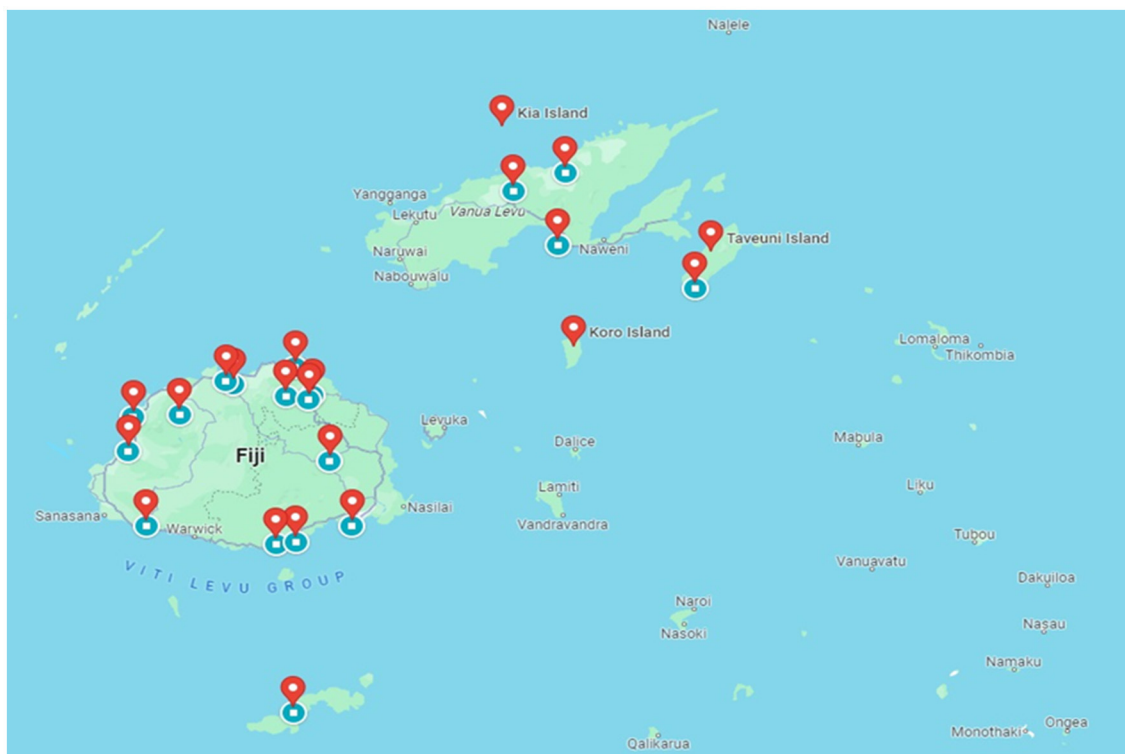 Nalele
Kia Island
Yangganga
Vanua Levu
Lekutu
Taveuni Island
Naweni
Naruwai
Nabouwalu
Koro Island
Lomaloma
Thikombia
Levuka
Mabula
Dalice
Fiji
Liku
Lamiti
Nasilai
Sanasana
Vandravandra
Warwick
Tubou
Vanuavatu
VITI LEVU GROUP
Dakuiloa
Naroi
Nasau
Nasoki
Namaku
Ongea
Monothaki
Qalikarua